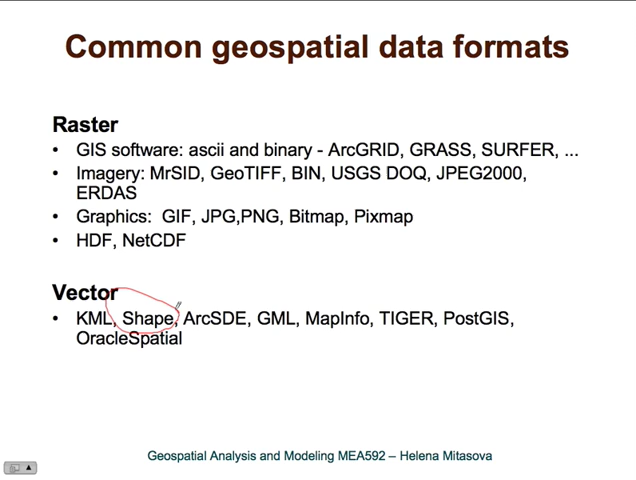 Common geospatial data formats
Raster
• GIS software: ascii and binary - ArcGRID, GRASS, SURFER, ...
• Imagery: MrSID, GeoTIFF, BIN, USGS DOQ, JPEG2000,
ERDAS
• Graphics: GIF, JPG,PNG, Bitmap, Pixmap
• HDF, NetCDF
Vector
• KML, Shape, ArcSDE, GML, MapInfo, TIGER, PostGIS,
OracleSpatial
Geospatial Analysis and Modeling MEA592 – Helena Mitasova